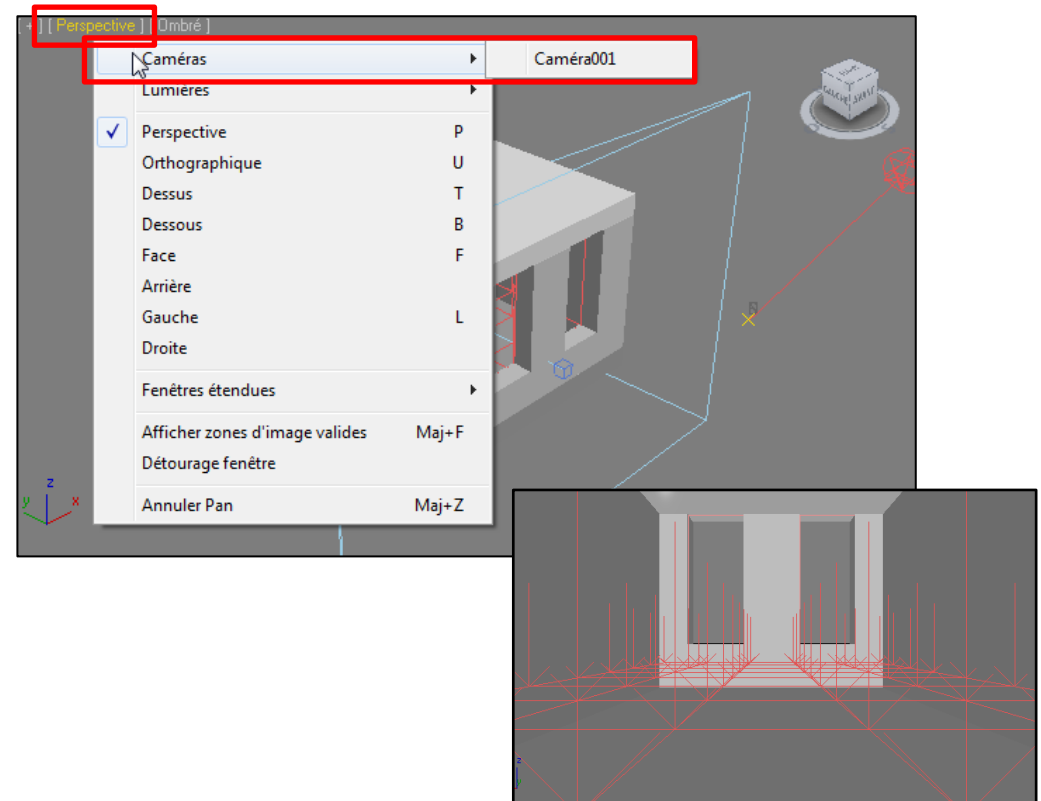 [ + ] [ Perspective ] [ Ombré ]
Caméras
Caméra001
Lumières
Perspective P
Orthographique U
Dessus T
Dessous B
Face F
Arrière
Gauche L
Droite
Fenêtres étendues
Afficher zones d'image valides Maj+F
Détourage fenêtre
Annuler Pan Maj+Z
z
y x
z